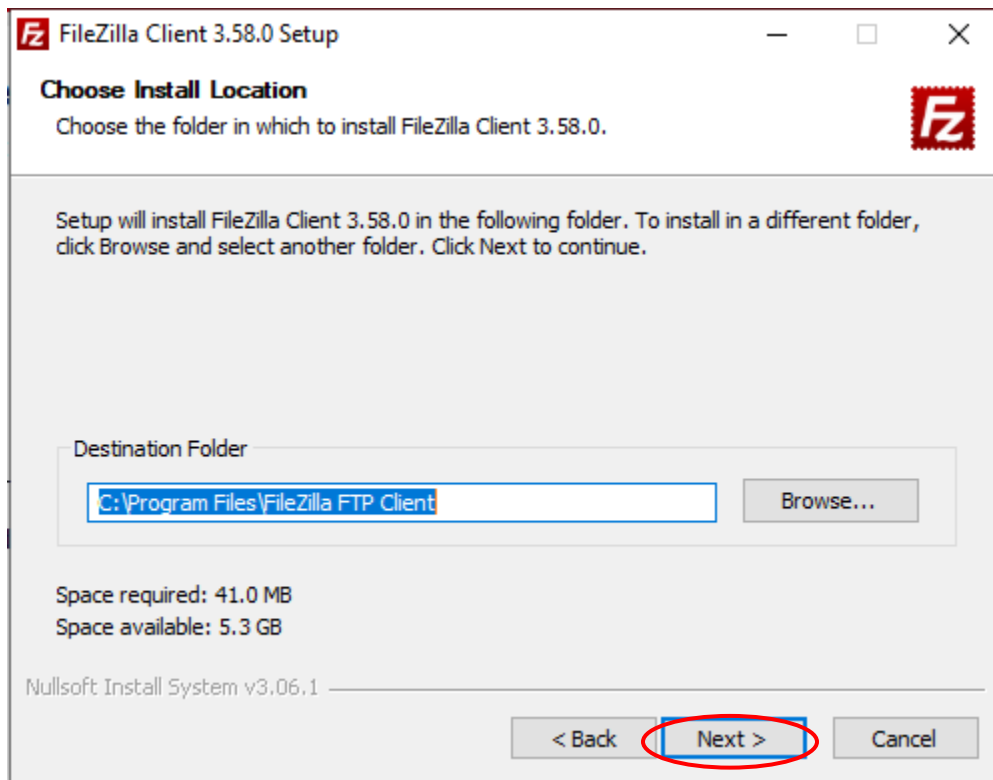 FileZilla Client 3.58.0 Setup
Choose Install Location
Choose the folder in which to install FileZilla Client 3.58.0.
Fz
Setup will install FileZilla Client 3.58.0 in the following folder. To install in a different folder,
click Browse and select another folder. Click Next to continue.
Destination Folder
C:\Program Files\FileZilla FTP Client
Browse...
Space required: 41.0 MB
Space available: 5.3 GB
Nullsoft Install System v3.06.1
< Back
Next >
Cancel